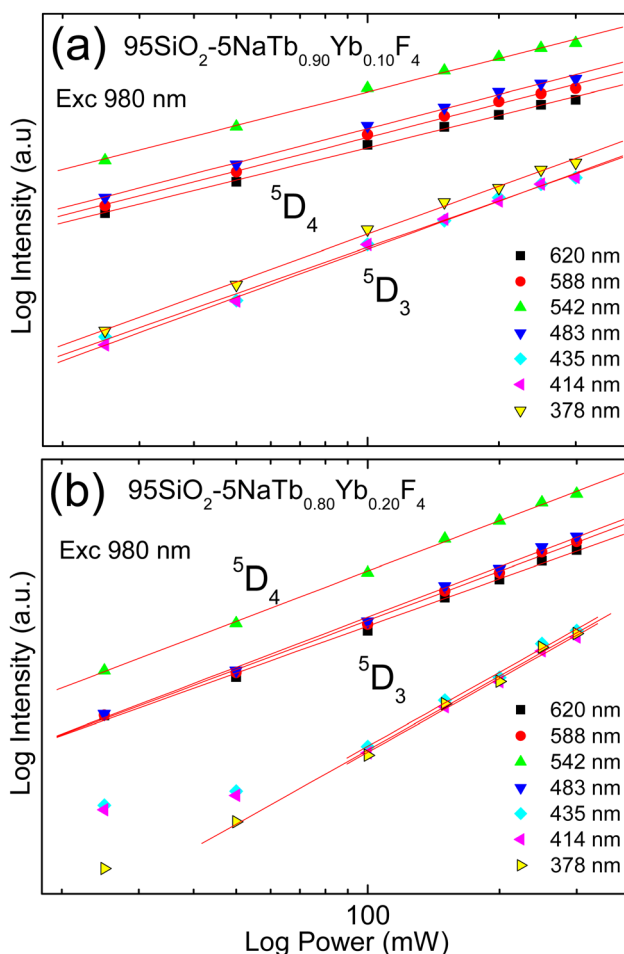 (a) 95SiO₂-5NaTb₀.₉₀Yb₀.₁₀F₄
Exc 980 nm
⁵D₄
⁵D₃
620 nm
588 nm
542 nm
483 nm
435 nm
414 nm
378 nm
Log Intensity (a.u)
(b) 95SiO₂-5NaTb₀.₈₀Yb₀.₂₀F₄
Exc 980 nm
⁵D₄
⁵D₃
620 nm
588 nm
542 nm
483 nm
435 nm
414 nm
378 nm
Log Intensity (a.u.)
100
Log Power (mW)